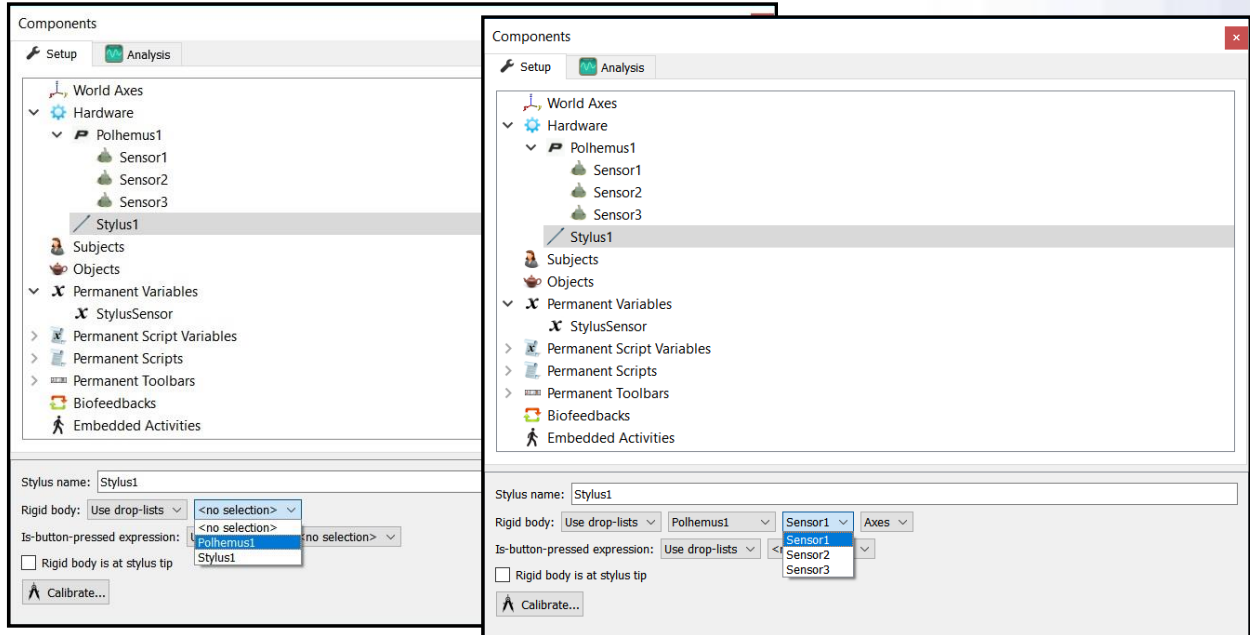 Components
Setup
Analysis
World Axes
Hardware
Polhemus1
Sensor1
Sensor2
Sensor3
Stylus1
Subjects
Objects
Permanent Variables
StylusSensor
Permanent Script Variables
Permanent Scripts
Permanent Toolbars
Biofeedbacks
Embedded Activities
Stylus name: Stylus1
Rigid body: Use drop-lists <no selection>
<no selection>
Is-button-pressed expression: no selection>
Polhemus1
Stylus1
Rigid body is at stylus tip
Calibrate...
Components
Setup
Analysis
World Axes
Hardware
Polhemus1
Sensor1
Sensor2
Sensor3
Stylus1
Subjects
Objects
Permanent Variables
StylusSensor
Permanent Script Variables
Permanent Scripts
Permanent Toolbars
Biofeedbacks
Embedded Activities
Stylus name: Stylus1
Rigid body: Use drop-lists Polhemus1 Sensor1 Axes
Is-button-pressed expression: Use drop-lists
Sensor1
Sensor2
Sensor3
Rigid body is at stylus tip
Calibrate...